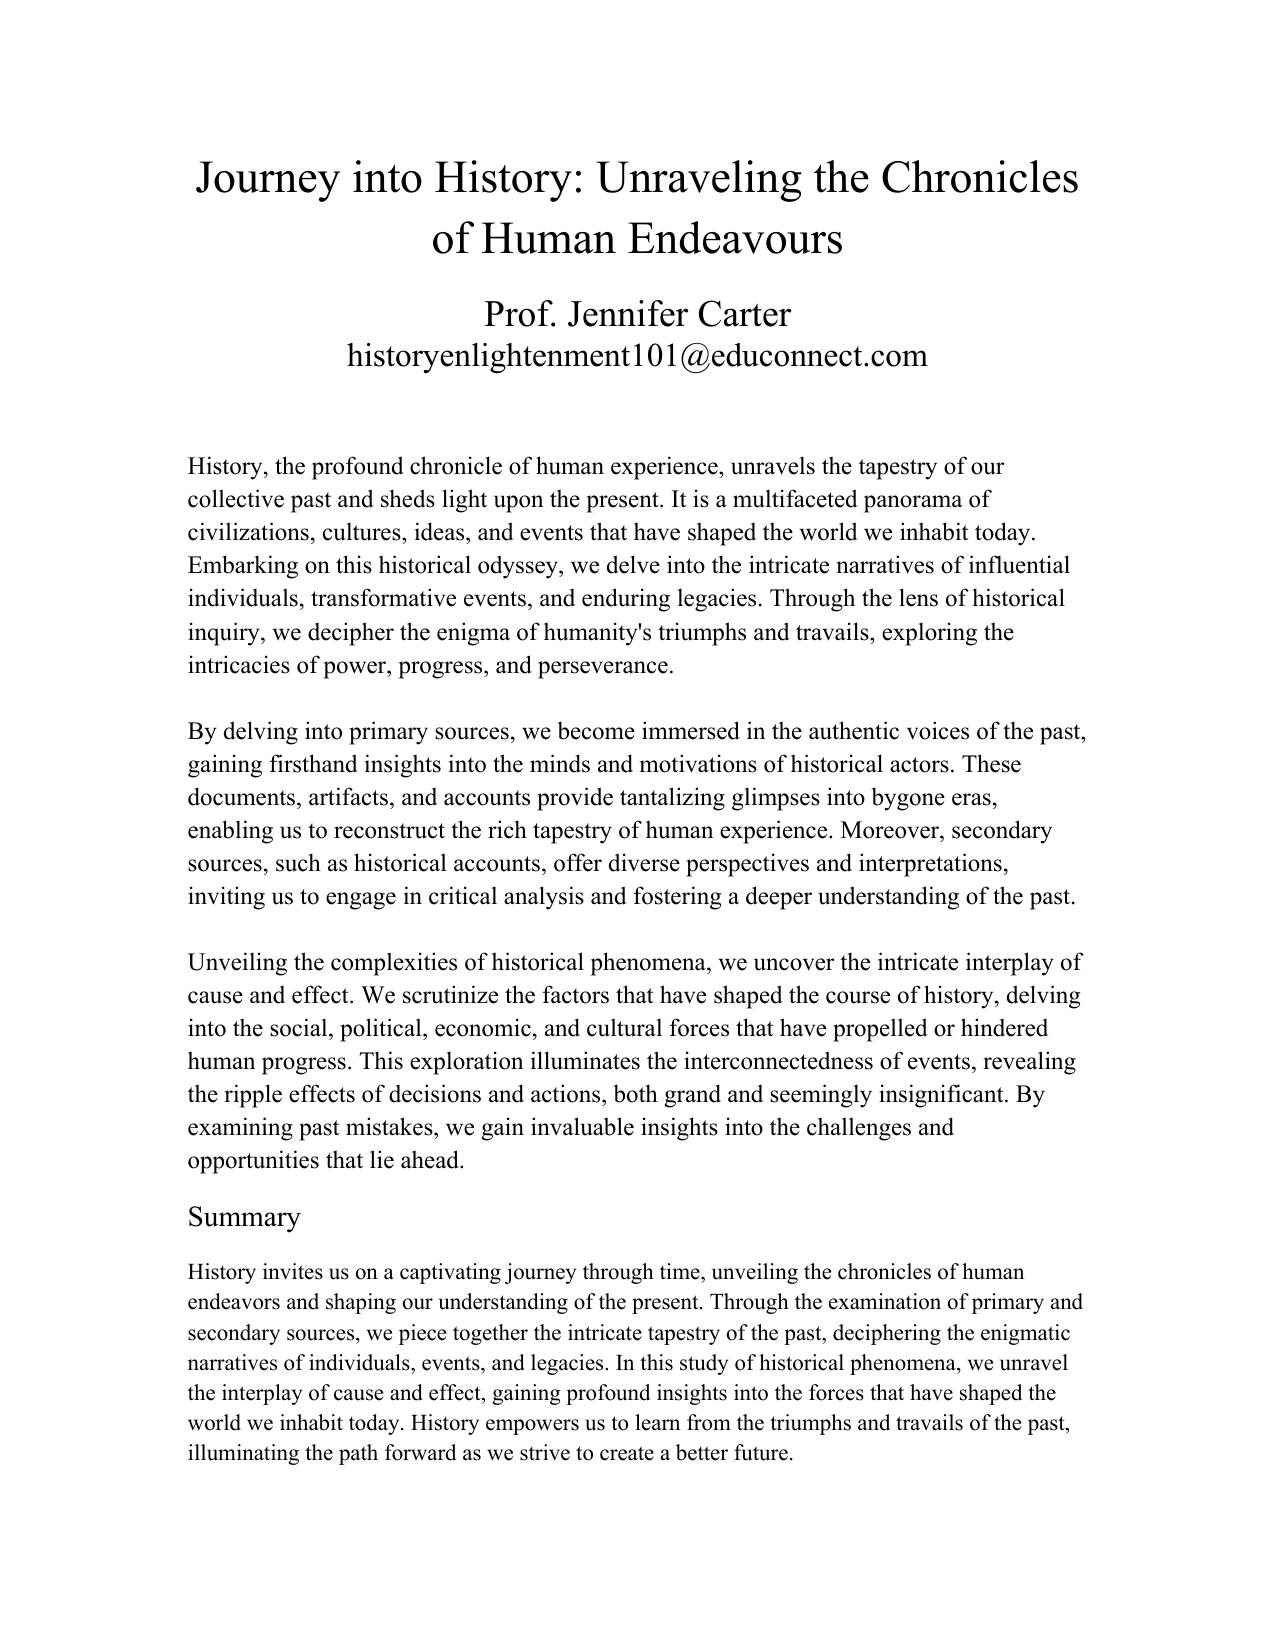 Journey into History: Unraveling the Chronicles
of Human Endeavours
Prof. Jennifer Carter
historyenlightenment101@educonnect.com
History, the profound chronicle of human experience, unravels the tapestry of our
collective past and sheds light upon the present. It is a multifaceted panorama of
civilizations, cultures, ideas, and events that have shaped the world we inhabit today.
Embarking on this historical odyssey, we delve into the intricate narratives of influential
individuals, transformative events, and enduring legacies. Through the lens of historical
inquiry, we decipher the enigma of humanity's triumphs and travails, exploring the
intricacies of power, progress, and perseverance.
By delving into primary sources, we become immersed in the authentic voices of the past,
gaining firsthand insights into the minds and motivations of historical actors. These
documents, artifacts, and accounts provide tantalizing glimpses into bygone eras,
enabling us to reconstruct the rich tapestry of human experience. Moreover, secondary
sources, such as historical accounts, offer diverse perspectives and interpretations,
inviting us to engage in critical analysis and fostering a deeper understanding of the past.
Unveiling the complexities of historical phenomena, we uncover the intricate interplay of
cause and effect. We scrutinize the factors that have shaped the course of history, delving
into the social, political, economic, and cultural forces that have propelled or hindered
human progress. This exploration illuminates the interconnectedness of events, revealing
the ripple effects of decisions and actions, both grand and seemingly insignificant. By
examining past mistakes, we gain invaluable insights into the challenges and
opportunities that lie ahead.
Summary
History invites us on a captivating journey through time, unveiling the chronicles of human
endeavors and shaping our understanding of the present. Through the examination of primary and
secondary sources, we piece together the intricate tapestry of the past, deciphering the enigmatic
narratives of individuals, events, and legacies. In this study of historical phenomena, we unravel
the interplay of cause and effect, gaining profound insights into the forces that have shaped the
world we inhabit today. History empowers us to learn from the triumphs and travails of the past,
illuminating the path forward as we strive to create a better future.